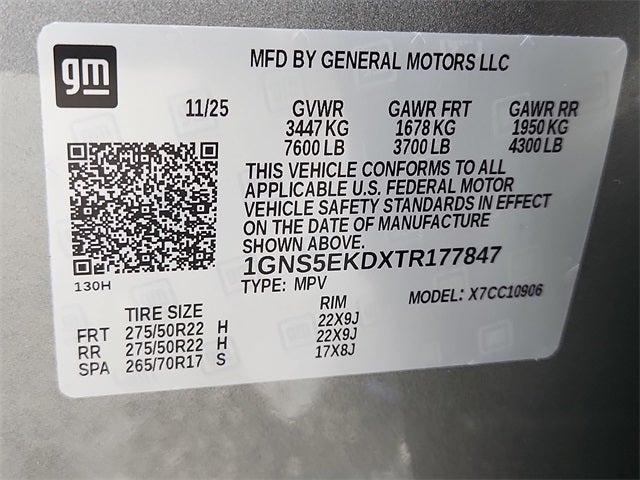 gm
MFD BY GENERAL MOTORS LLC
11/25 GVWR GAWR FRT GAWR RR
3447 KG 1678 KG 1950 KG
7600 LB 3700 LB 4300 LB
THIS VEHICLE CONFORMS TO ALL
APPLICABLE U.S. FEDERAL MOTOR
VEHICLE SAFETY STANDARDS IN EFFECT
ON THE DATE OF MANUFACTURE
SHOWN ABOVE.
130H
1GNS5EKDXTR177847
TYPE: MPV MODEL: X7CC10906
TIRE SIZE RIM
FRT 275/50R22 H 22X9J
RR 275/50R22 H 22X9J
SPA 265/70R17 S 17X8J